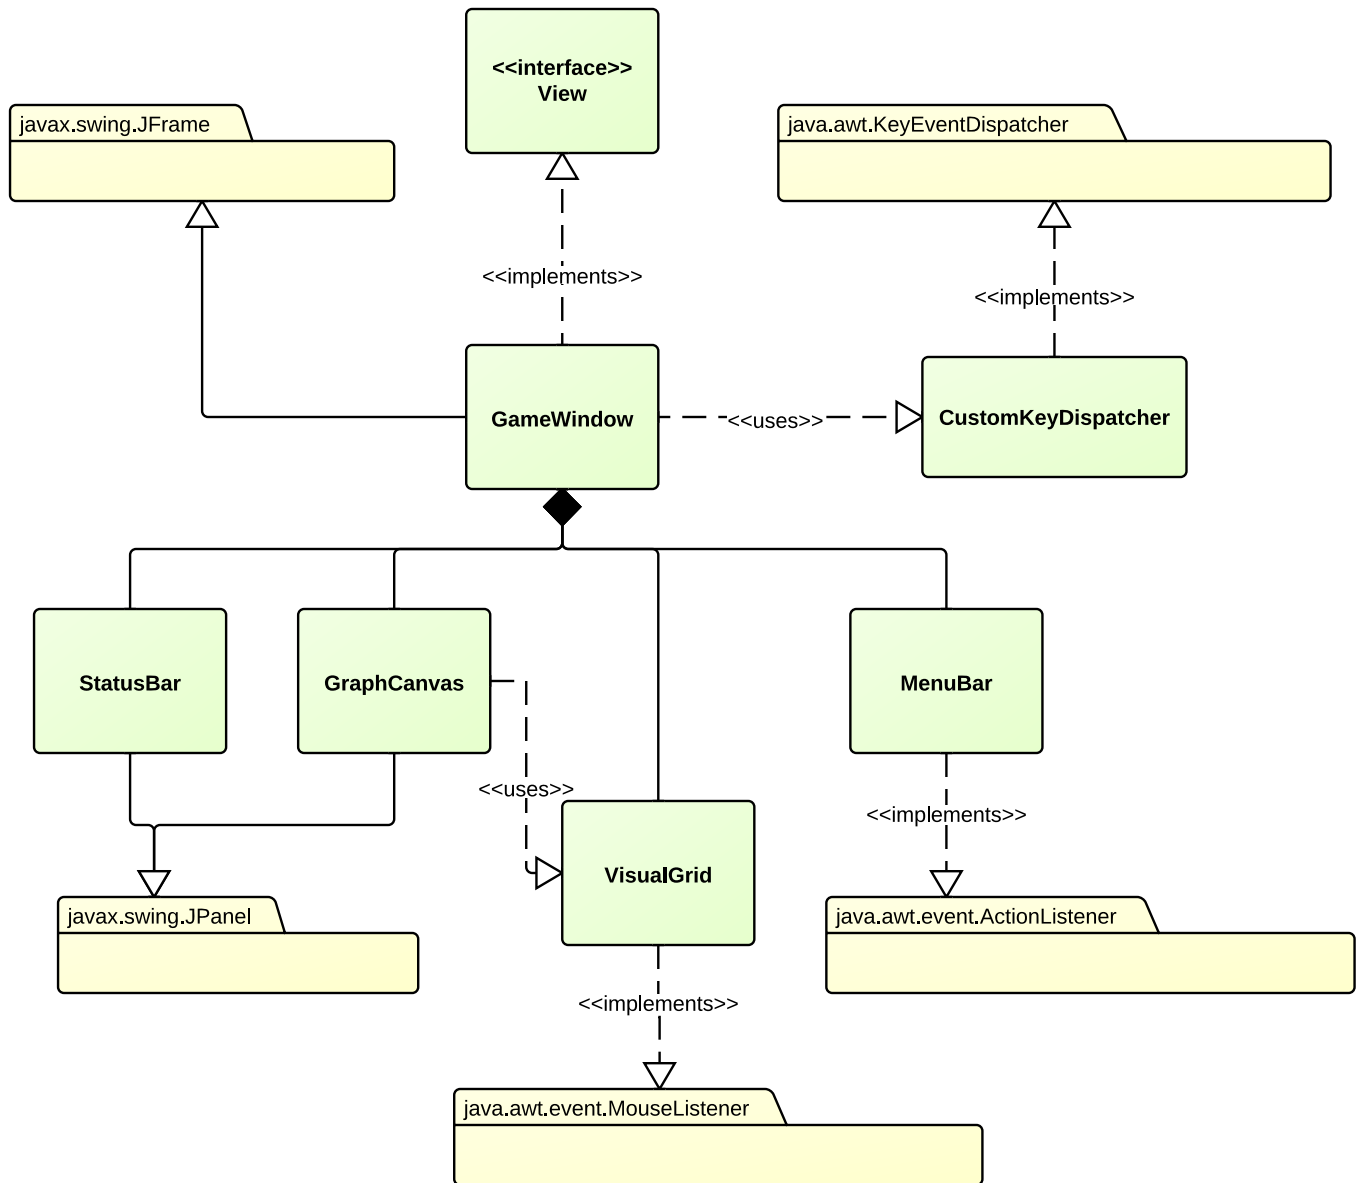 <<interface>>
View
javax.swing.JFrame
java.awt.KeyEventDispatcher
<<implements>>
<<implements>>
GameWindow
<<uses>>
CustomKeyDispatcher
StatusBar
GraphCanvas
MenuBar
<<uses>>
<<implements>>
VisualGrid
javax.swing.JPanel
java.awt.event.ActionListener
<<implements>>
java.awt.event.MouseListener